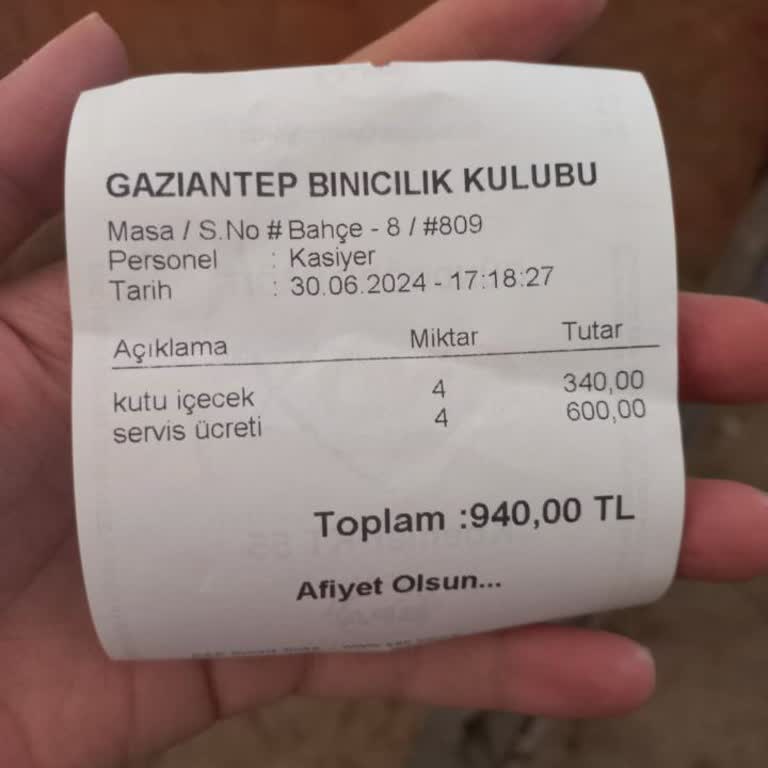 GAZIANTEP BINICILIK KULUBU
Masa / S.No # Bahçe - 8 / #809
Personel : Kasiyer
Tarih : 30.06.2024 - 17:18:27
Açıklama Miktar Tutar
kutu içecek 4 340,00
servis ücreti 4 600,00
Toplam :940,00 TL
Afiyet Olsun...